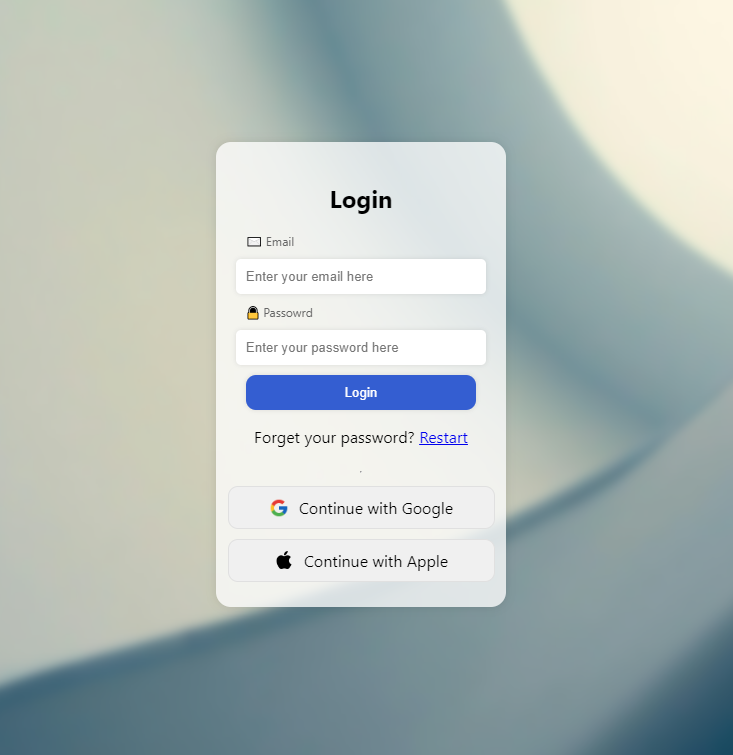 Login
Email
Enter your email here
Passowrd
Enter your password here
Login
Forget your password? Restart
.
Continue with Google
Continue with Apple